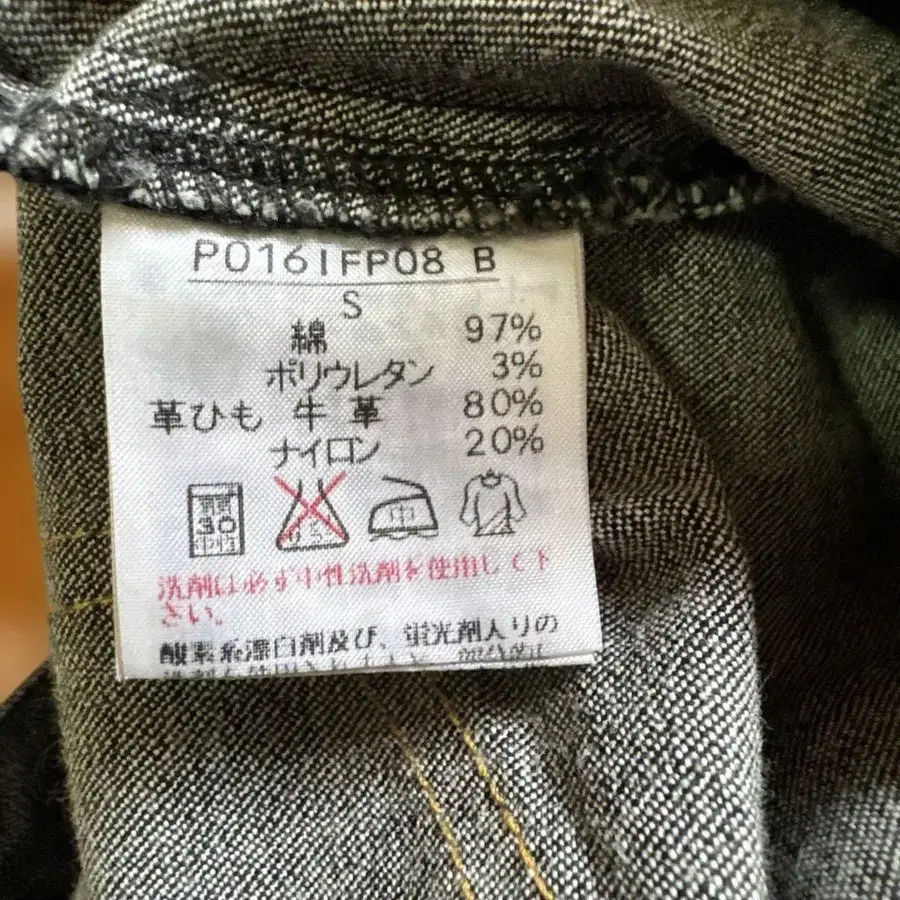 P0161FP08 B
S
綿 97%
ポリウレタン 3%
革ひも 牛革 80%
ナイロン 20%
30 中性 中
洗剤は必ず中性洗剤を使用して下
さい。
酸素系漂白剤及び、蛍光剤入りの